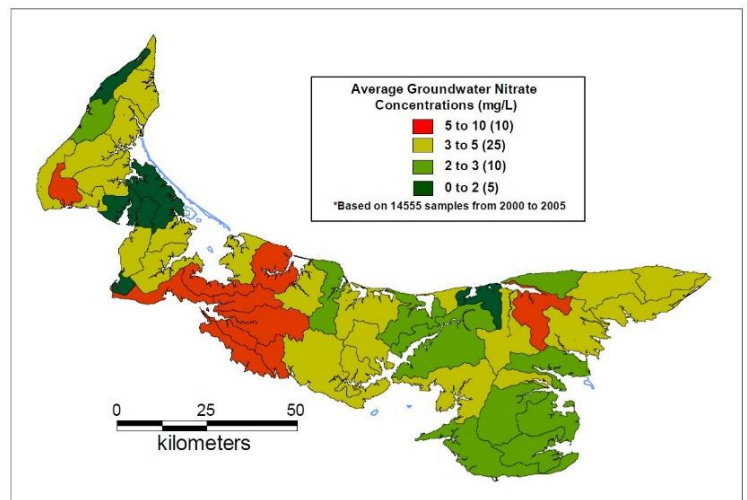 Average Groundwater Nitrate
Concentrations (mg/L)
5 to 10 (10)
3 to 5 (25)
2 to 3 (10)
0 to 2 (5)
*Based on 14555 samples from 2000 to 2005
0 25 50
kilometers